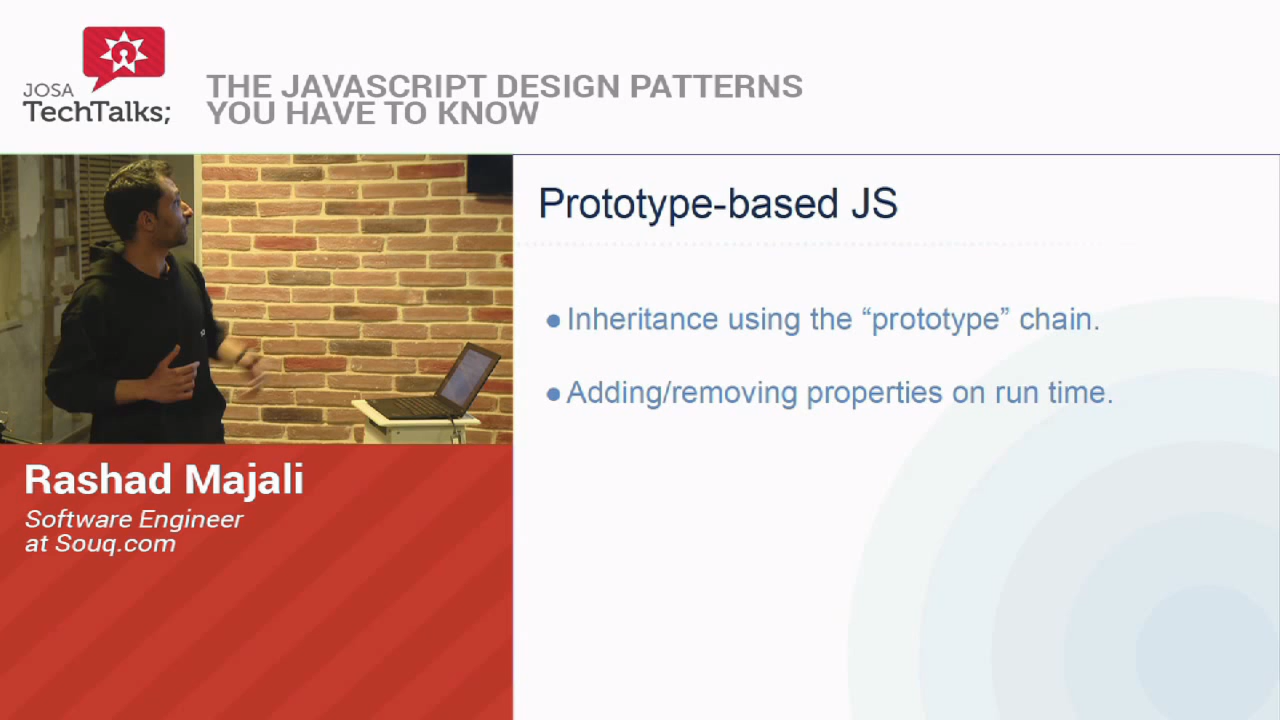 JOSA
TechTalks;
THE JAVASCRIPT DESIGN PATTERNS
YOU HAVE TO KNOW
Prototype-based JS
●Inheritance using the “prototype” chain.
●Adding/removing properties on run time.
Rashad Majali
Software Engineer
at Souq.com